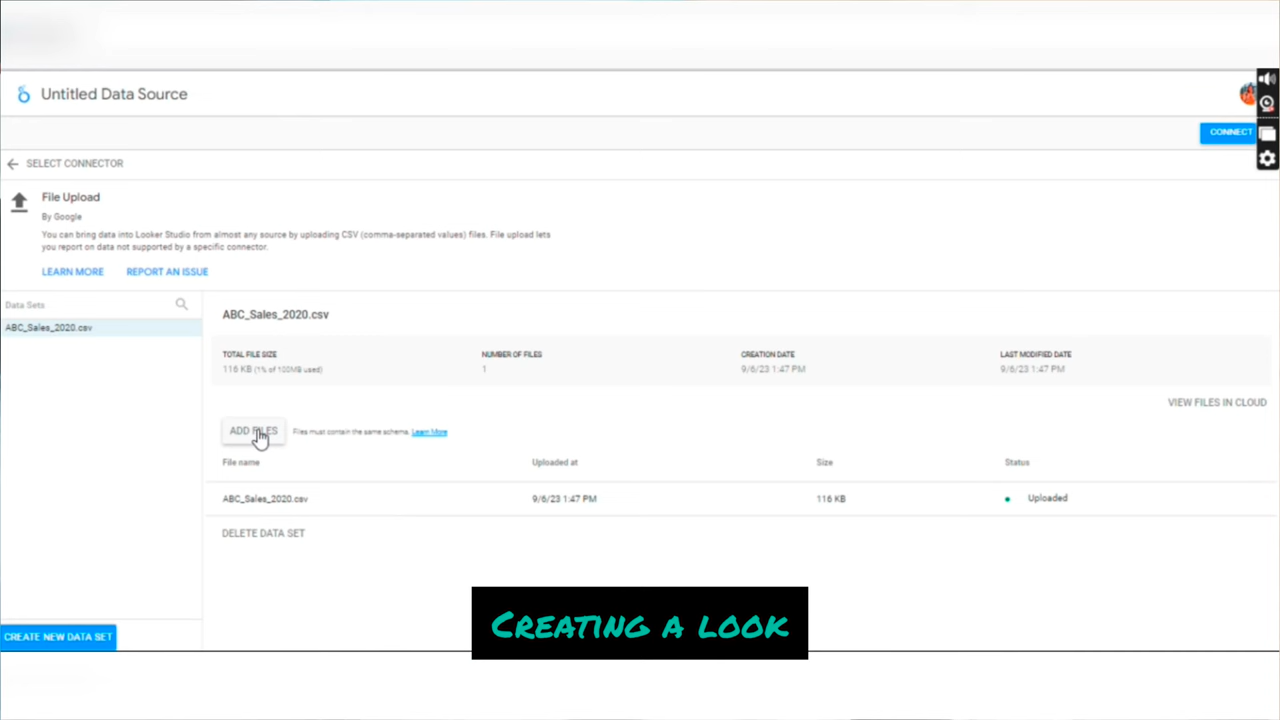 Untitled Data Source
CONNECT
SELECT CONNECTOR
File Upload
By Google
You can bring data into Looker Studio from almost any source by uploading CSV (comma-separated values) files. File upload lets
you report on data not supported by a specific connector.
LEARN MORE REPORT AN ISSUE
Data Sets
ABC_Sales_2020.csv
ABC_Sales_2020.csv
TOTAL FILE SIZE NUMBER OF FILES CREATION DATE LAST MODIFIED DATE
116 KB (1% of 100MB used) 1 9/6/23 1:47 PM 9/6/23 1:47 PM
VIEW FILES IN CLOUD
ADD FILES Files must contain the same schema. Learn More
File name Uploaded at Size Status
ABC_Sales_2020.csv 9/6/23 1:47 PM 116 KB Uploaded
DELETE DATA SET
CREATING A LOOK
CREATE NEW DATA SET